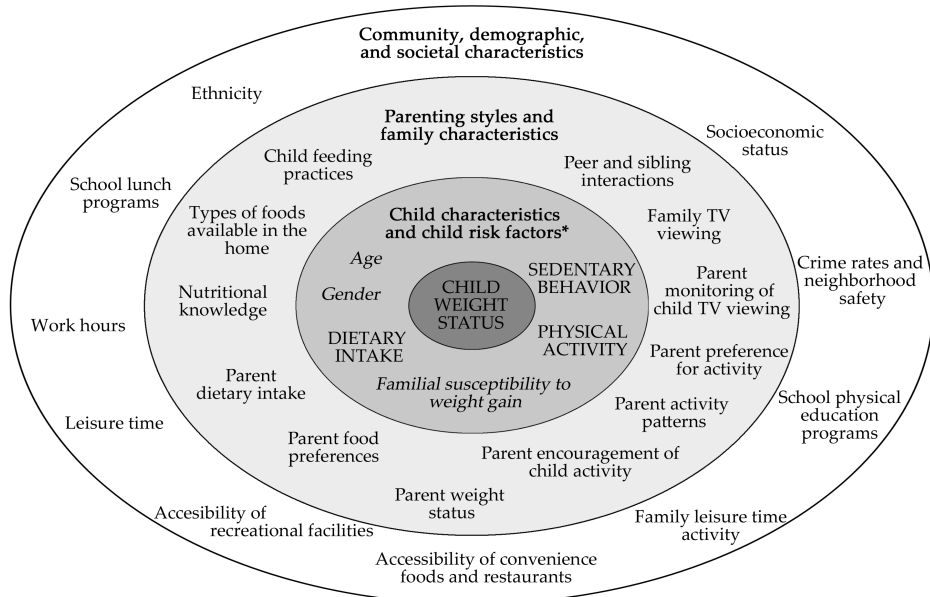 Community, demographic,
and societal characteristics
Ethnicity
Parenting styles and
family characteristics
Socioeconomic
status
Child feeding
practices
Peer and sibling
interactions
School lunch
programs
Types of foods
available in the
home
Child characteristics
and child risk factors*
Family TV
viewing
Age
SEDENTARY
BEHAVIOR
Crime rates and
neighborhood
safety
Parent
monitoring of
child TV viewing
Nutritional
knowledge
Gender
CHILD
WEIGHT
STATUS
Work hours
DIETARY
INTAKE
PHYSICAL
ACTIVITY
Parent preference
for activity
Parent
dietary intake
Familial susceptibility to
weight gain
School physical
education
programs
Leisure time
Parent activity
patterns
Parent food
preferences
Parent encouragement of
child activity
Parent weight
status
Accesibility of
recreational facilities
Family leisure time
activity
Accessibility of convenience
foods and restaurants